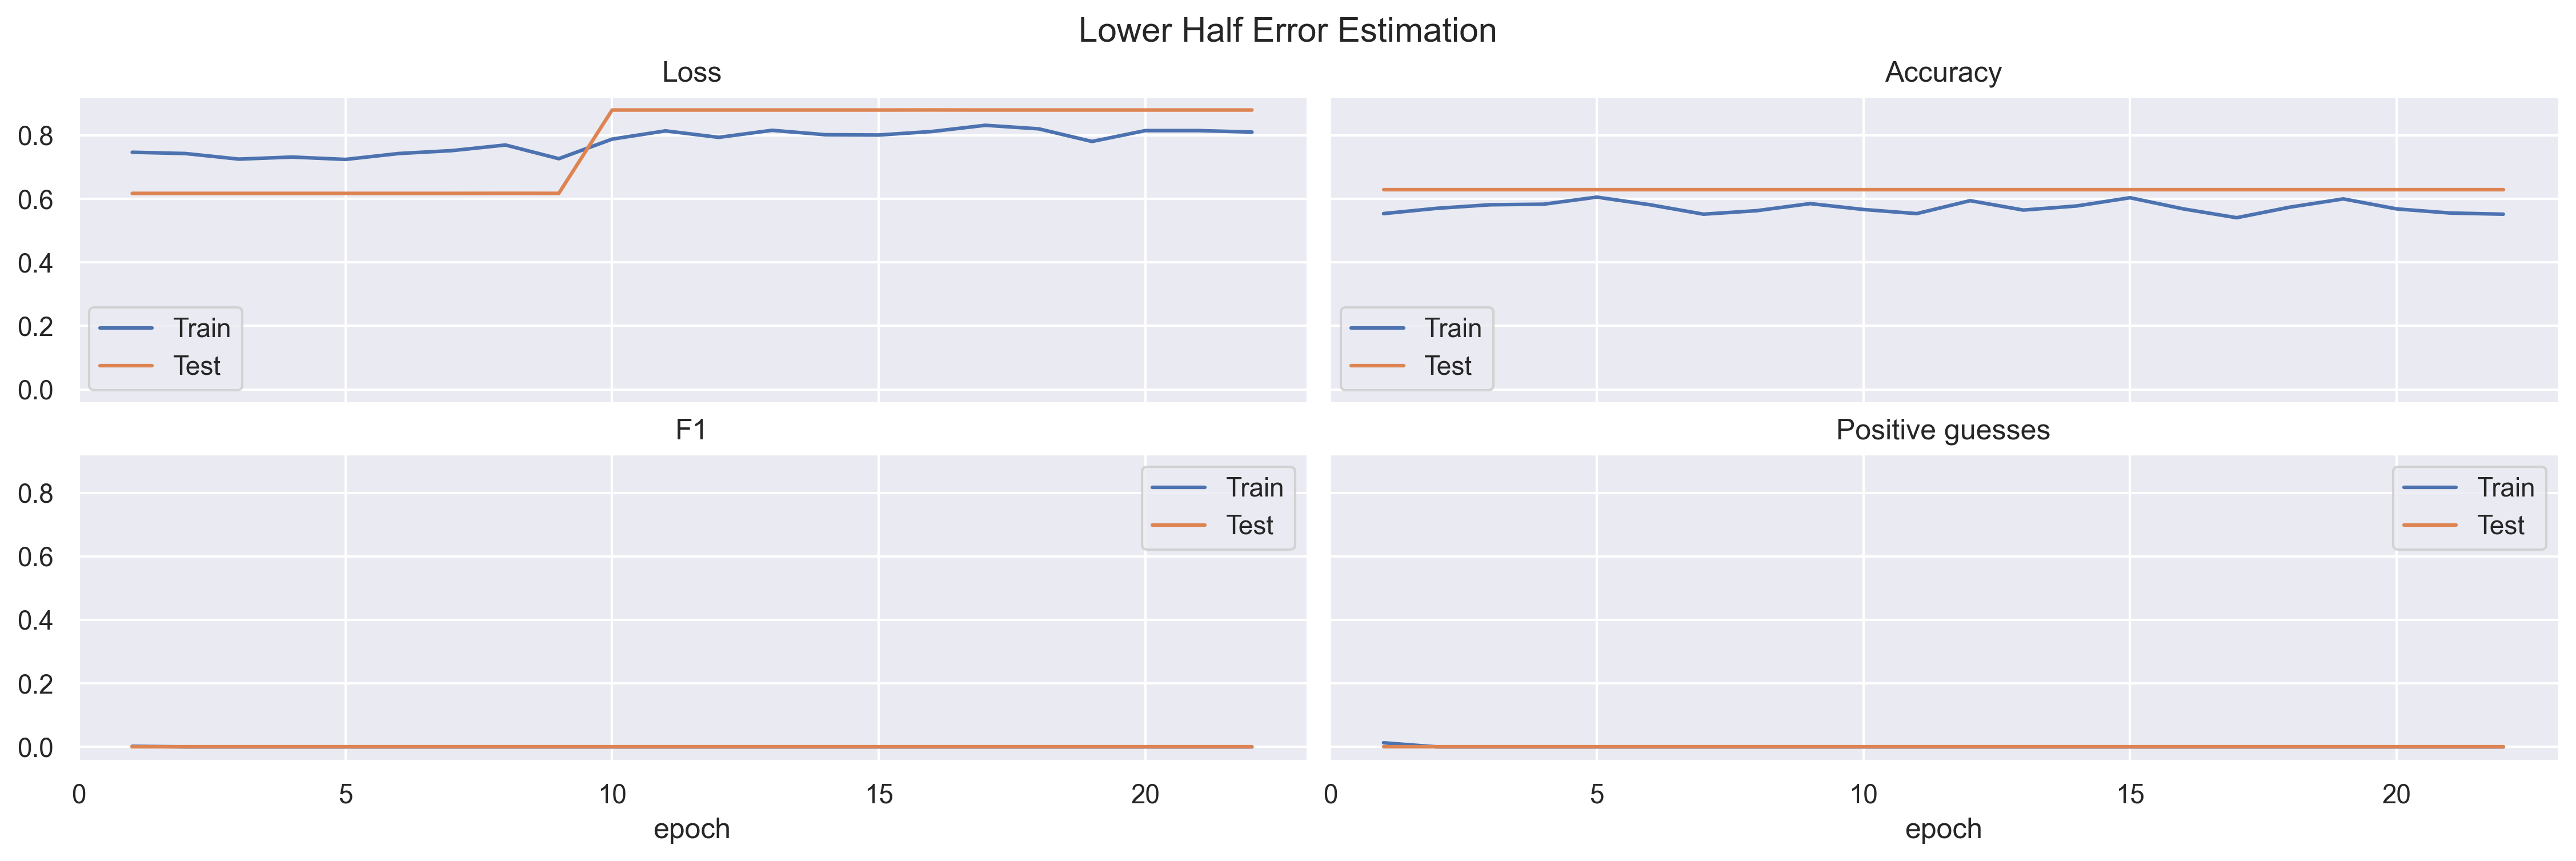 Lower Half Error Estimation
Loss
0.8
0.6
0.4
0.2
0.0
Train
Test
Accuracy
Train
Test
F1
0.8
0.6
0.4
0.2
0.0
Train
Test
0 5 10 15 20
epoch
Positive guesses
Train
Test
0 5 10 15 20
epoch